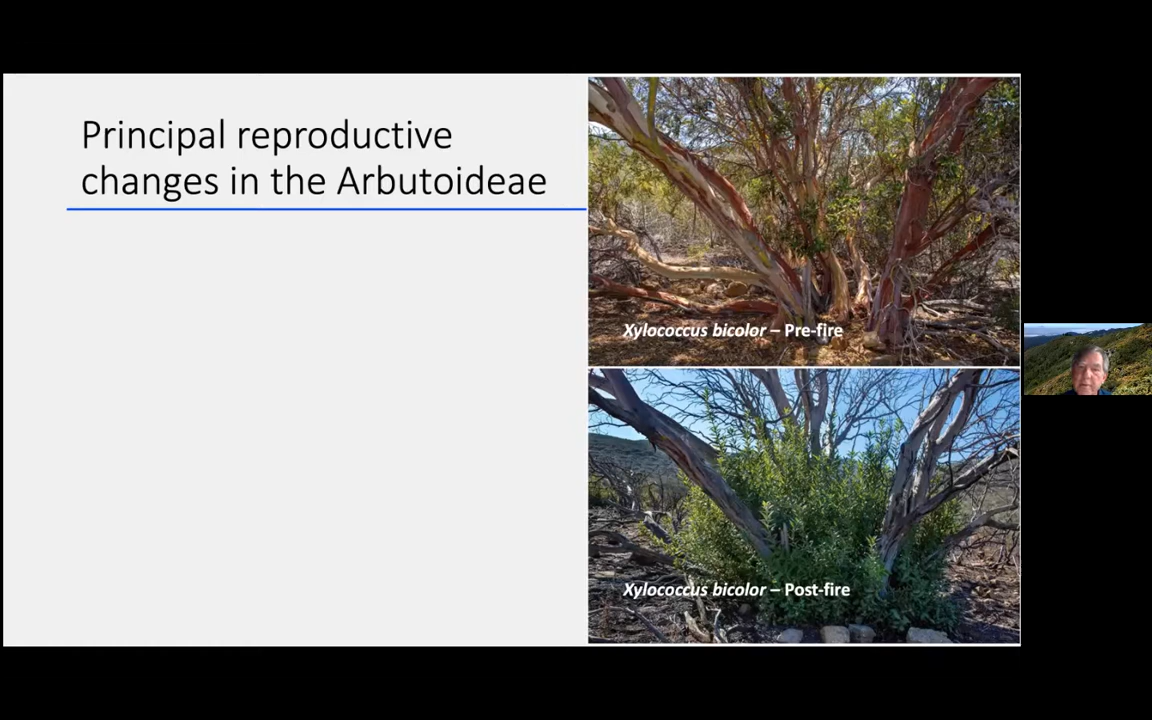 Principal reproductive
changes in the Arbutoideae
Xylococcus bicolor – Pre-fire
Xylococcus bicolor – Post-fire